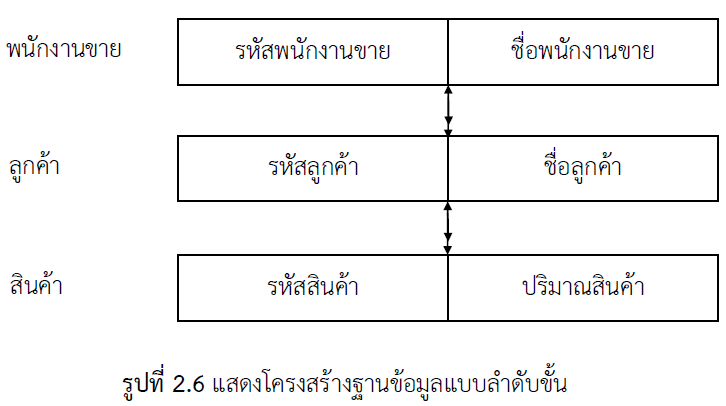 พนักงานขาย รหัสพนักงานขาย ชื่อพนักงานขาย
ลูกค้า รหัสลูกค้า ชื่อลูกค้า
สินค้า รหัสสินค้า ปริมาณสินค้า
รูปที่ 2.6 แสดงโครงสร้างฐานข้อมูลแบบลำดับขั้น